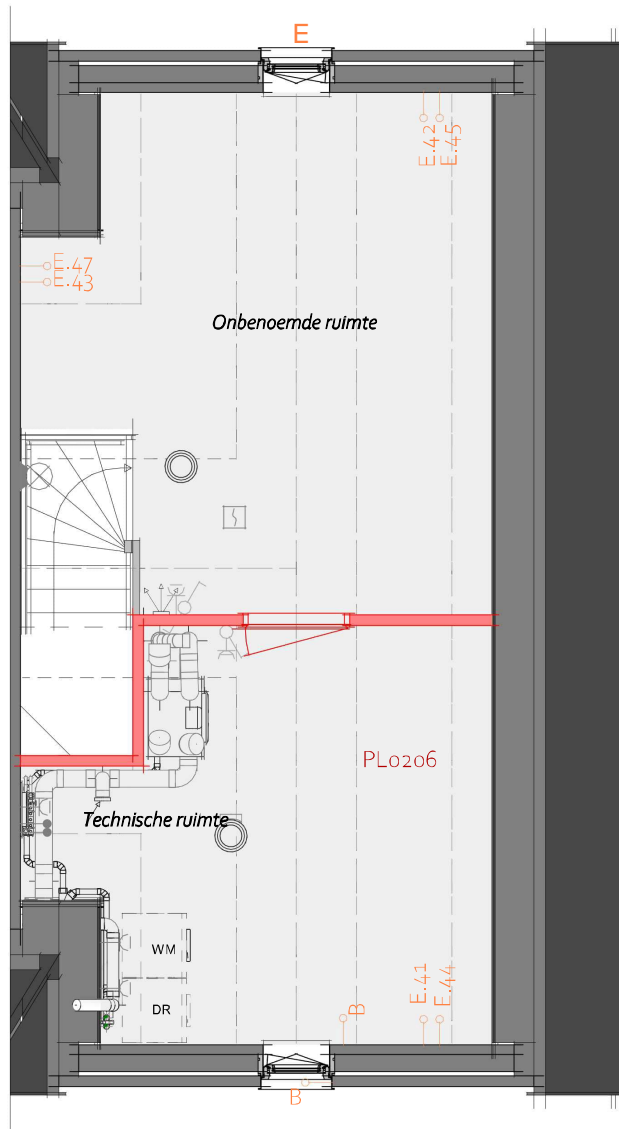 E
E.42
E.45
E.47
E.43
Onbenoemde ruimte
PL0206
Technische ruimte
WM
DR
B
E.41
E.44
B